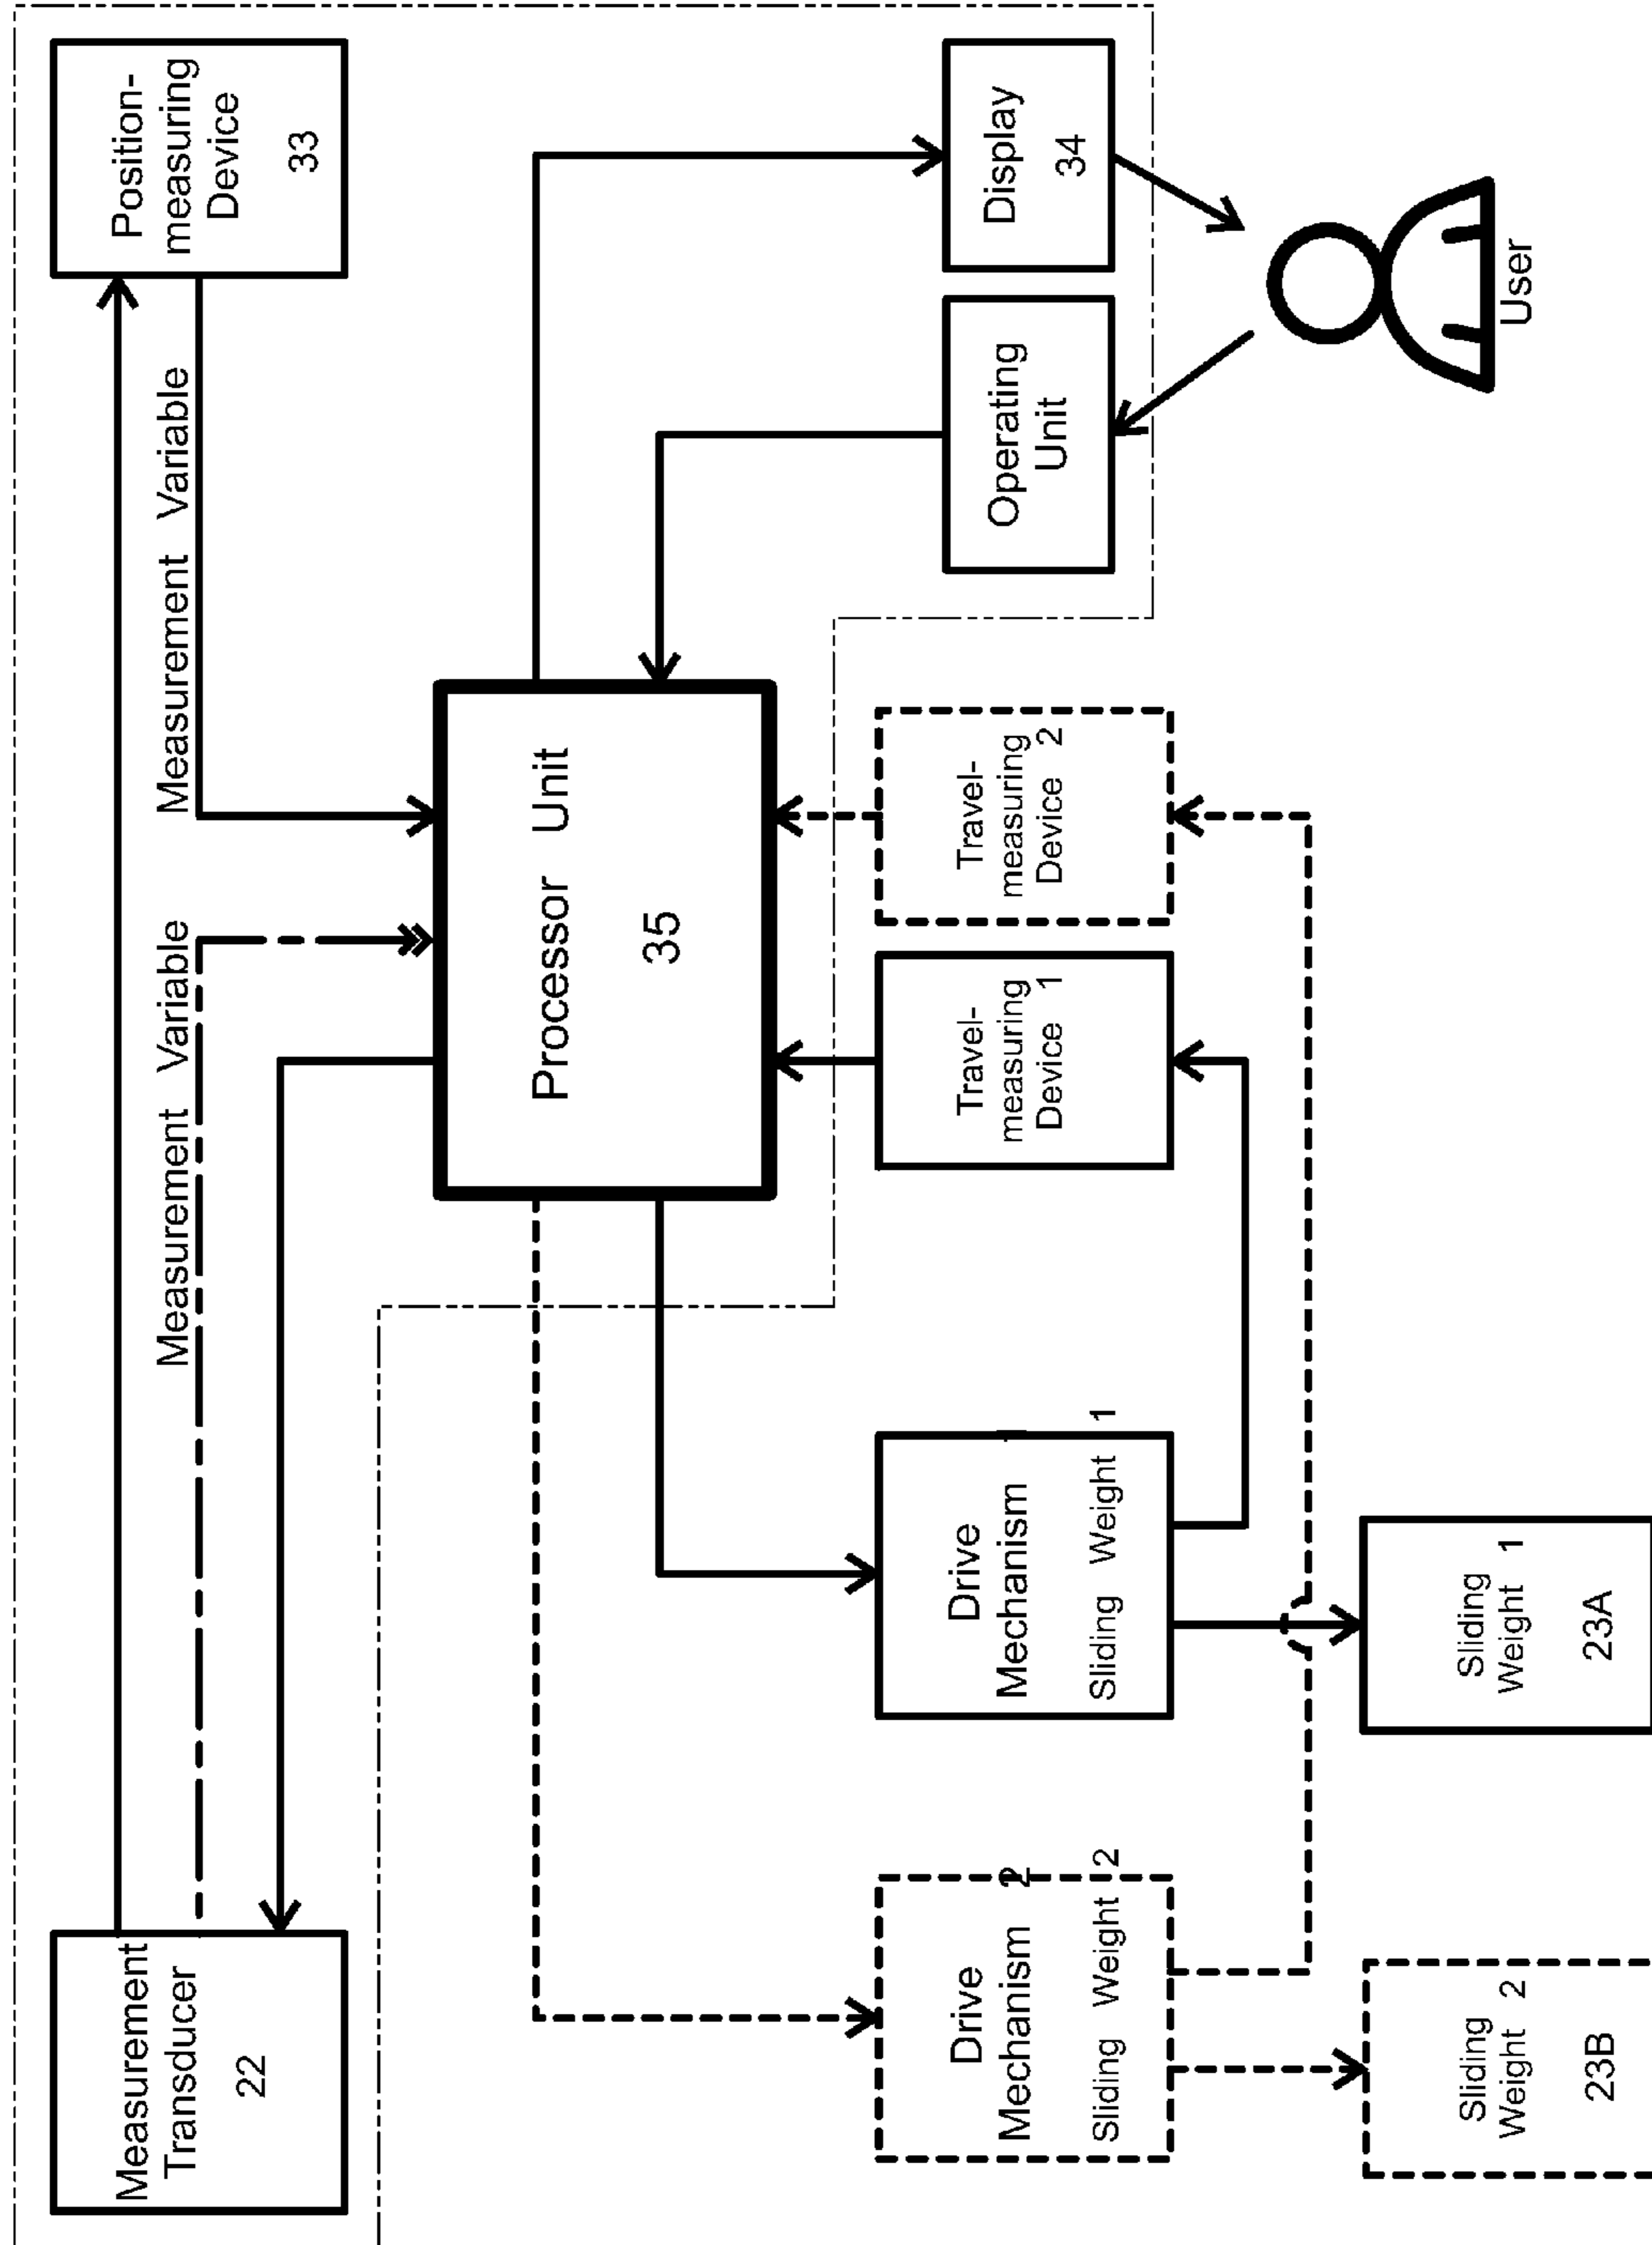 Measurement
Transducer
22
Measurement Variable
Measurement Variable
Position-
measuring
Device
33
Processor Unit
35
Drive
Mechanism 2
Sliding Weight 2
Drive
Mechanism 1
Sliding Weight 1
Travel-
measuring
Device 1
Travel-
measuring
Device 2
Operating
Unit
Display
34
Sliding
Weight 2
23B
Sliding
Weight 1
23A
User